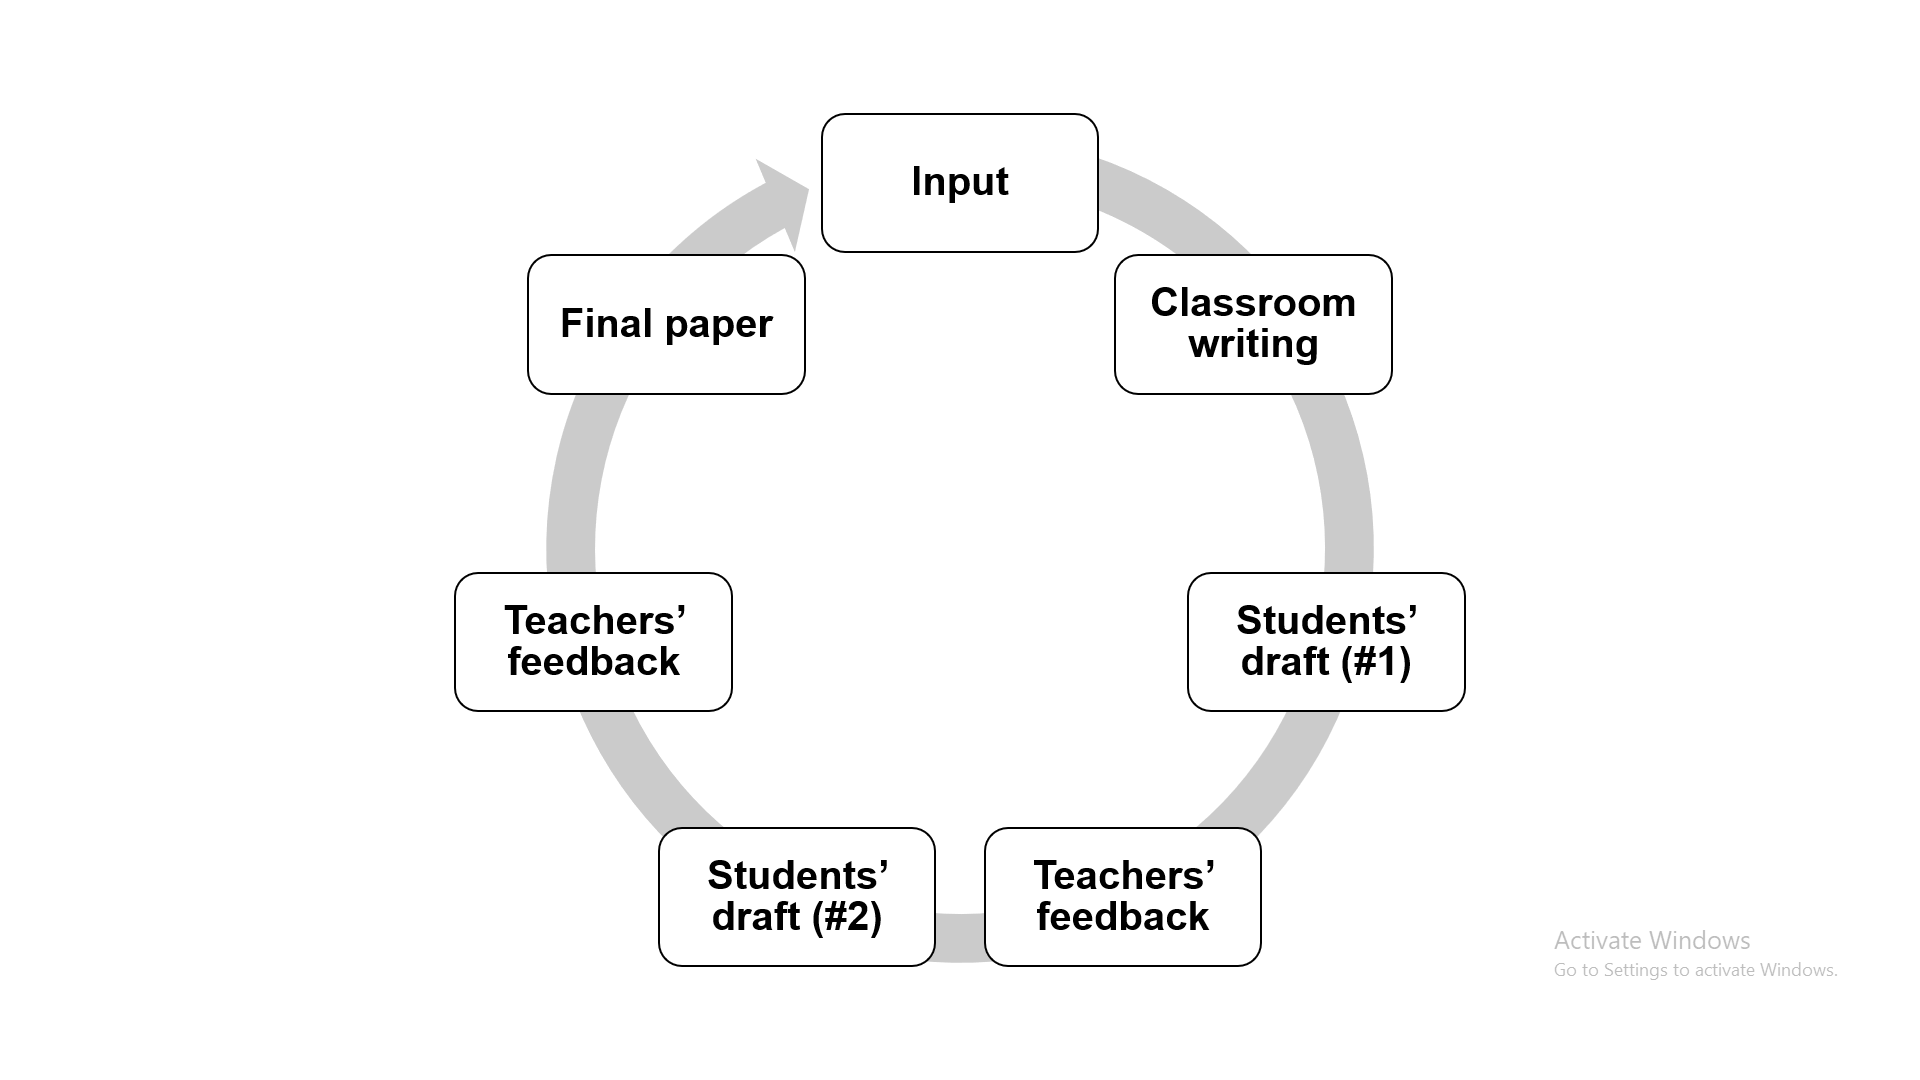 Input
Classroom
writing
Students’
draft (#1)
Teachers’
feedback
Students’
draft (#2)
Teachers’
feedback
Final paper
Activate Windows
Go to Settings to activate Windows.